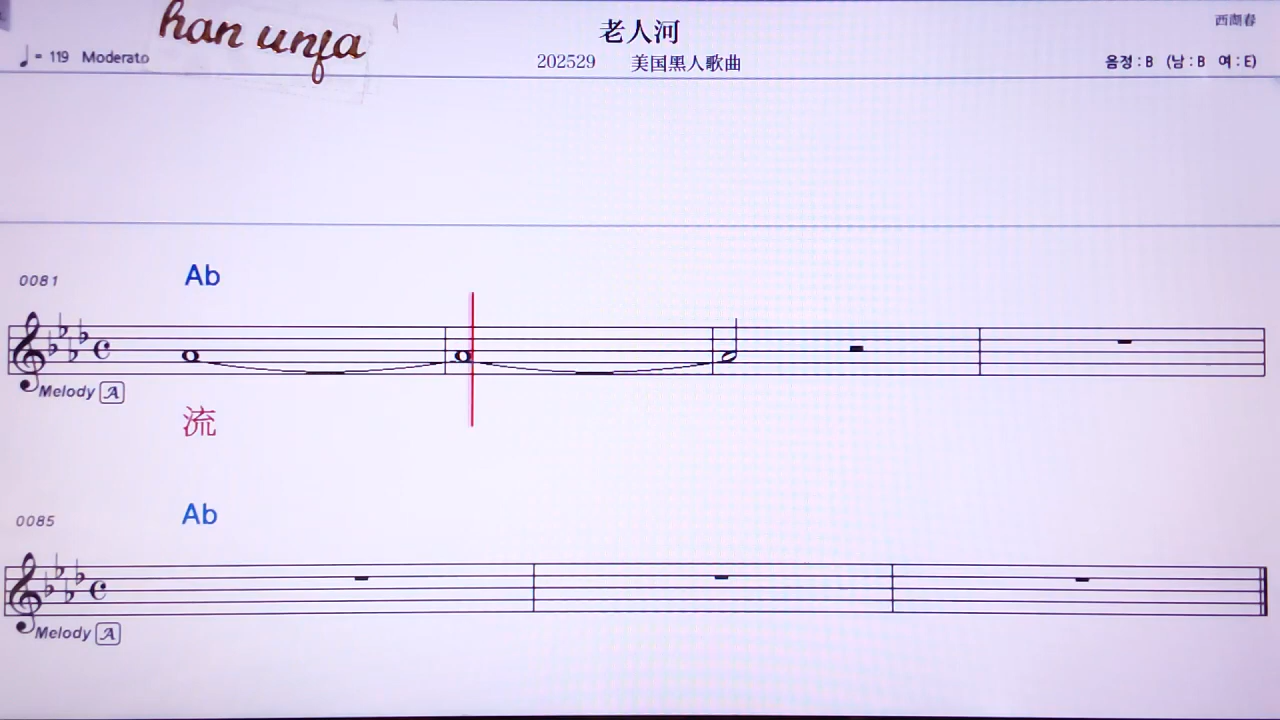 han unja
老人河
西湖春
♩= 119 Moderato
202529 美国黑人歌曲
음정 : B (남 : B 여 : E)
0081
Ab
Melody A
流
0085
Ab
Melody A